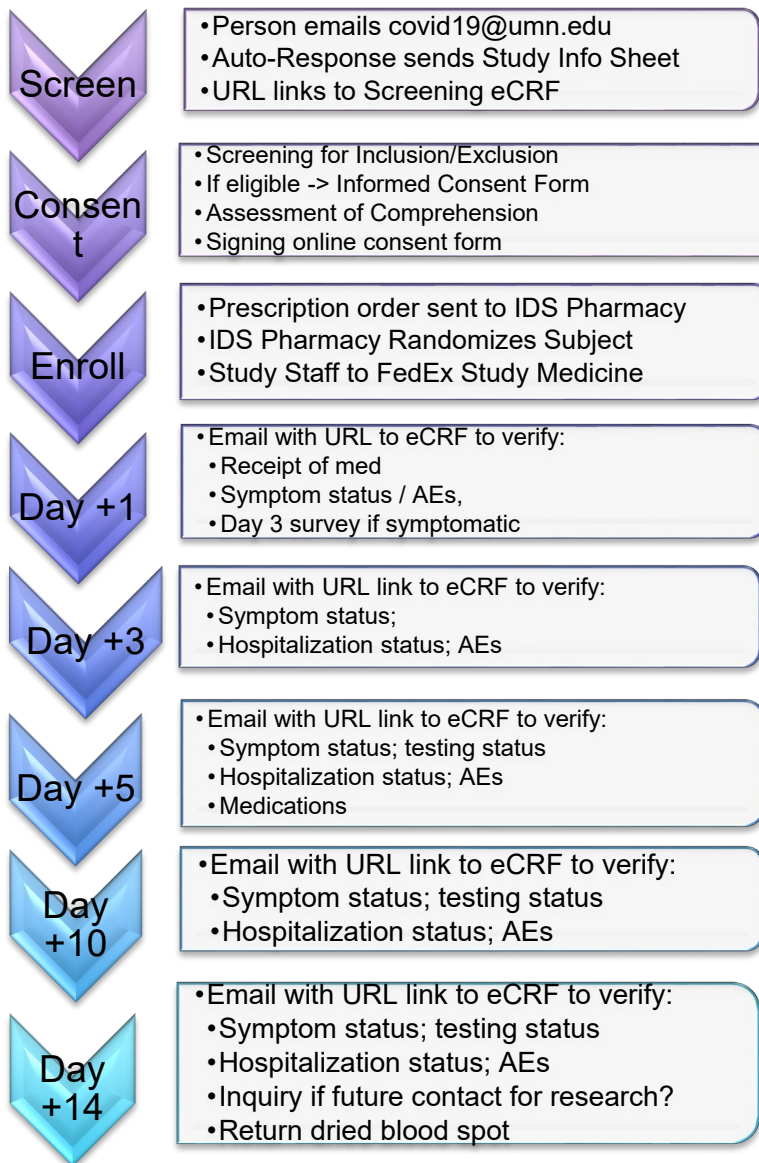 Screen
•Person emails covid19@umn.edu
•Auto-Response sends Study Info Sheet
•URL links to Screening eCRF
Consen
t
•Screening for Inclusion/Exclusion
•If eligible -> Informed Consent Form
•Assessment of Comprehension
•Signing online consent form
Enroll
•Prescription order sent to IDS Pharmacy
•IDS Pharmacy Randomizes Subject
•Study Staff to FedEx Study Medicine
Day +1
•Email with URL to eCRF to verify:
•Receipt of med
•Symptom status / AEs,
•Day 3 survey if symptomatic
Day +3
•Email with URL link to eCRF to verify:
•Symptom status;
•Hospitalization status; AEs
Day +5
•Email with URL link to eCRF to verify:
•Symptom status; testing status
•Hospitalization status; AEs
•Medications
Day
+10
•Email with URL link to eCRF to verify:
•Symptom status; testing status
•Hospitalization status; AEs
Day
+14
•Email with URL link to eCRF to verify:
•Symptom status; testing status
•Hospitalization status; AEs
•Inquiry if future contact for research?
•Return dried blood spot